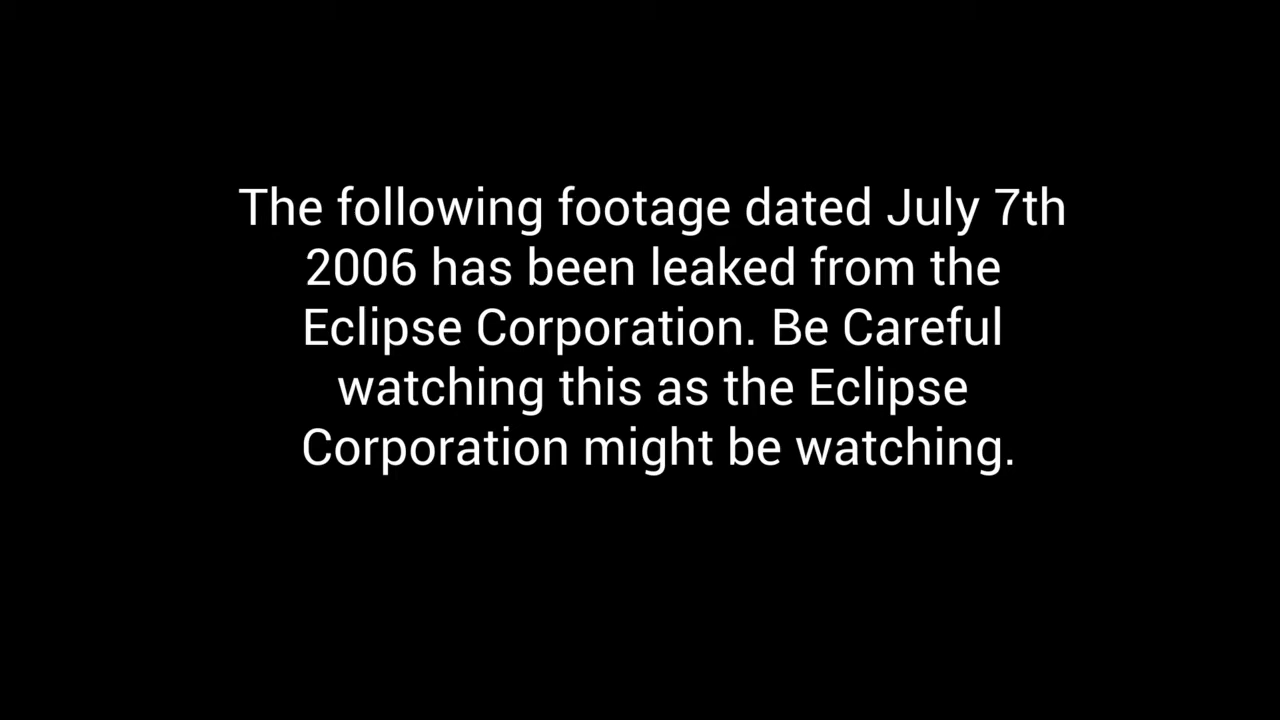 The following footage dated July 7th
2006 has been leaked from the
Eclipse Corporation. Be Careful
watching this as the Eclipse
Corporation might be watching.